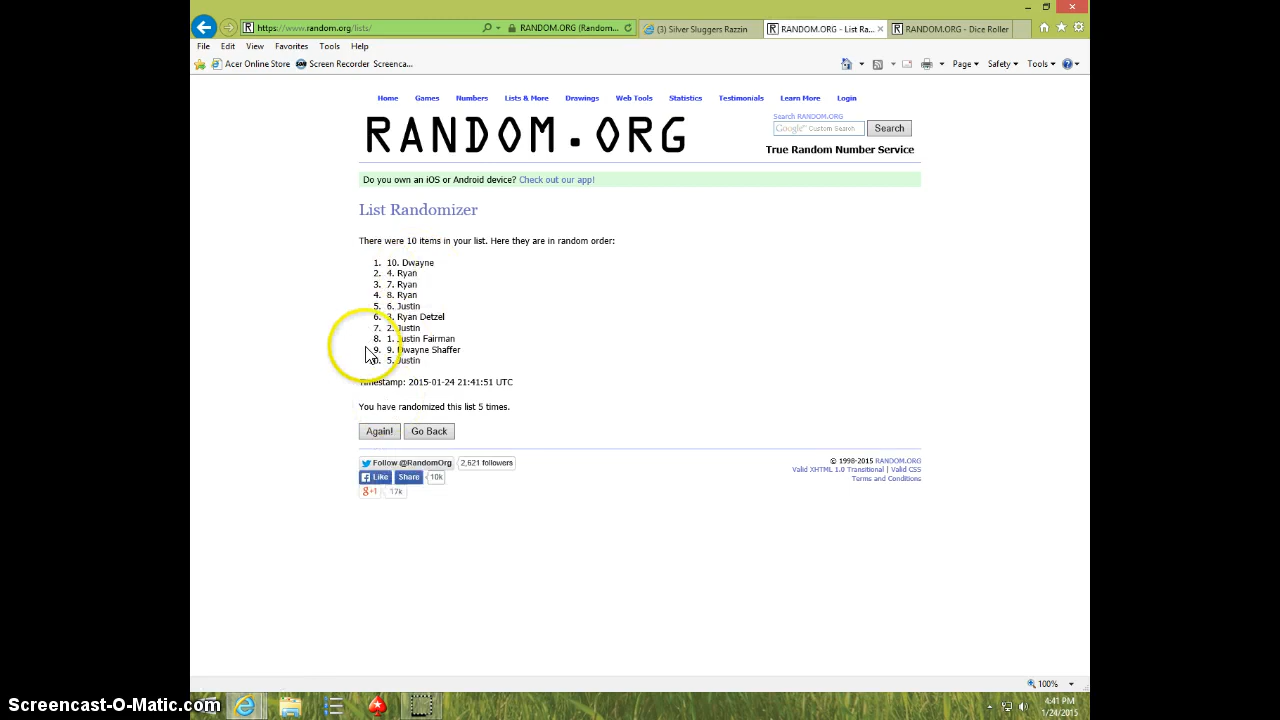 https://www.random.org/lists/
RANDOM.ORG (Random...
(3) Silver Sluggers Razzin
RANDOM.ORG - List Ra...
RANDOM.ORG - Dice Roller
File Edit View Favorites Tools Help
Acer Online Store Screen Recorder Screenca...
Page Safety Tools
Home Games Numbers Lists & More Drawings Web Tools Statistics Testimonials Learn More Login
RANDOM.ORG
Search RANDOM.ORG
Google Custom Search
Search
True Random Number Service
Do you own an iOS or Android device? Check out our app!
List Randomizer
There were 10 items in your list. Here they are in random order:
1. 10. Dwayne
2. 4. Ryan
3. 7. Ryan
4. 8. Ryan
5. 6. Justin
6. 3. Ryan Detzel
7. 2. Justin
8. 1. Justin Fairman
9. 9. Dwayne Shaffer
5. Justin
Timestamp: 2015-01-24 21:41:51 UTC
You have randomized this list 5 times.
Again! Go Back
Follow @RandomOrg 2,621 followers
Like Share 10k
g+1 17k
© 1998-2015 RANDOM.ORG
Valid XHTML 1.0 Transitional | Valid CSS
Terms and Conditions
100%
4:41 PM
1/24/2015
Screencast-O-Matic.com